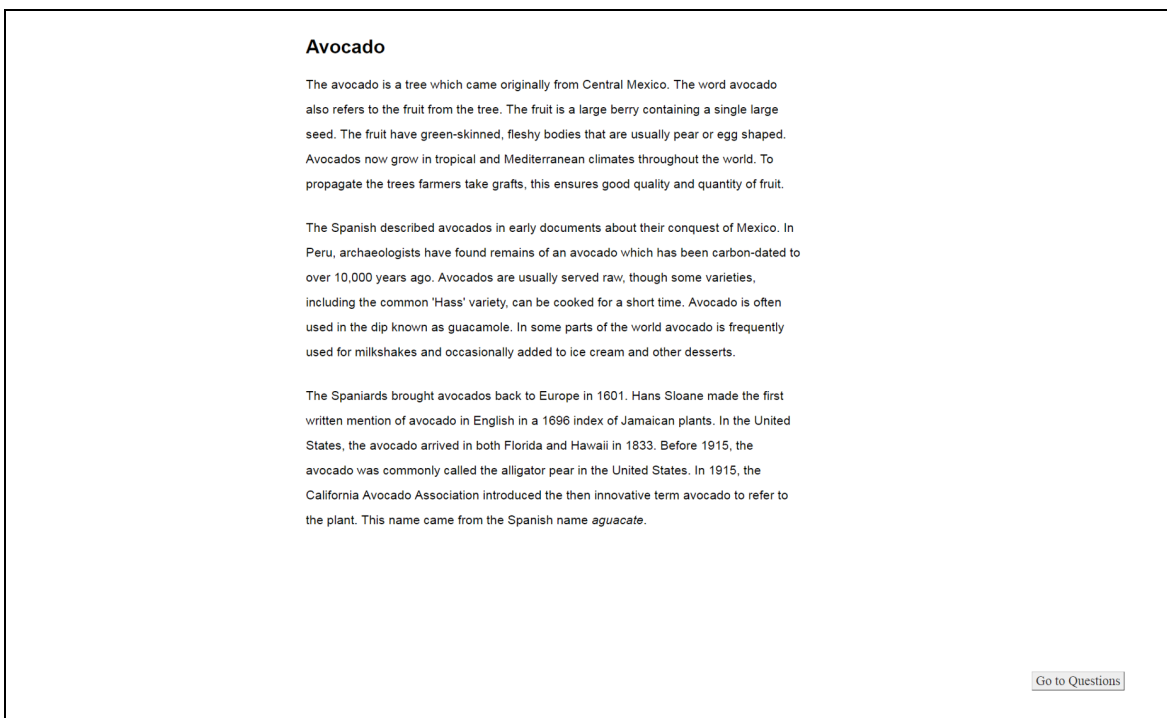 Avocado
The avocado is a tree which came originally from Central Mexico. The word avocado
also refers to the fruit from the tree. The fruit is a large berry containing a single large
seed. The fruit have green-skinned, fleshy bodies that are usually pear or egg shaped.
Avocados now grow in tropical and Mediterranean climates throughout the world. To
propagate the trees farmers take grafts, this ensures good quality and quantity of fruit.
The Spanish described avocados in early documents about their conquest of Mexico. In
Peru, archaeologists have found remains of an avocado which has been carbon-dated to
over 10,000 years ago. Avocados are usually served raw, though some varieties,
including the common 'Hass' variety, can be cooked for a short time. Avocado is often
used in the dip known as guacamole. In some parts of the world avocado is frequently
used for milkshakes and occasionally added to ice cream and other desserts.
The Spaniards brought avocados back to Europe in 1601. Hans Sloane made the first
written mention of avocado in English in a 1696 index of Jamaican plants. In the United
States, the avocado arrived in both Florida and Hawaii in 1833. Before 1915, the
avocado was commonly called the alligator pear in the United States. In 1915, the
California Avocado Association introduced the then innovative term avocado to refer to
the plant. This name came from the Spanish name aguacate.
Go to Questions